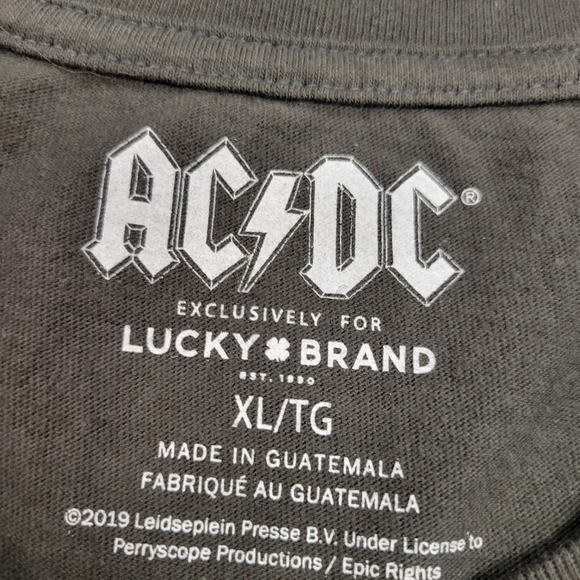 AC⚡DC®
EXCLUSIVELY FOR
LUCKY BRAND
EST. 1990
XL/TG
MADE IN GUATEMALA
FABRIQUÉ AU GUATEMALA
©2019 Leidseplein Presse B.V. Under License to
Perryscope Productions / Epic Rights